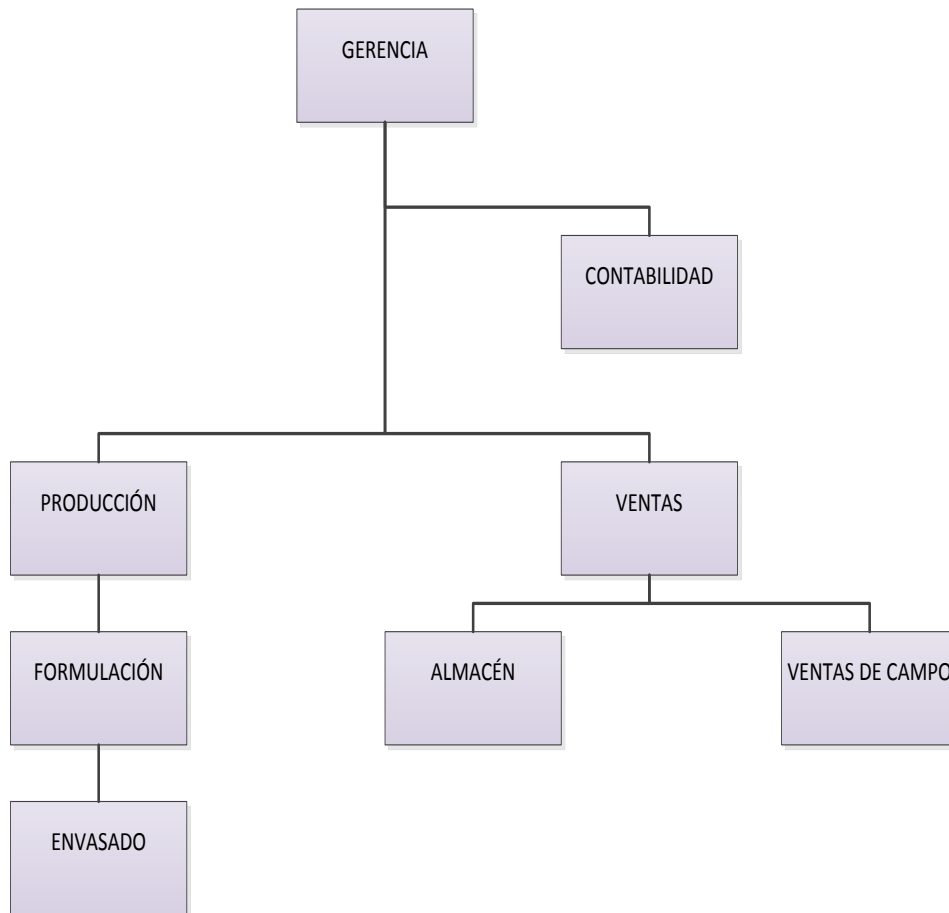 GERENCIA
CONTABILIDAD
PRODUCCIÓN
VENTAS
FORMULACIÓN
ALMACÉN
VENTAS DE CAMPO
ENVASADO